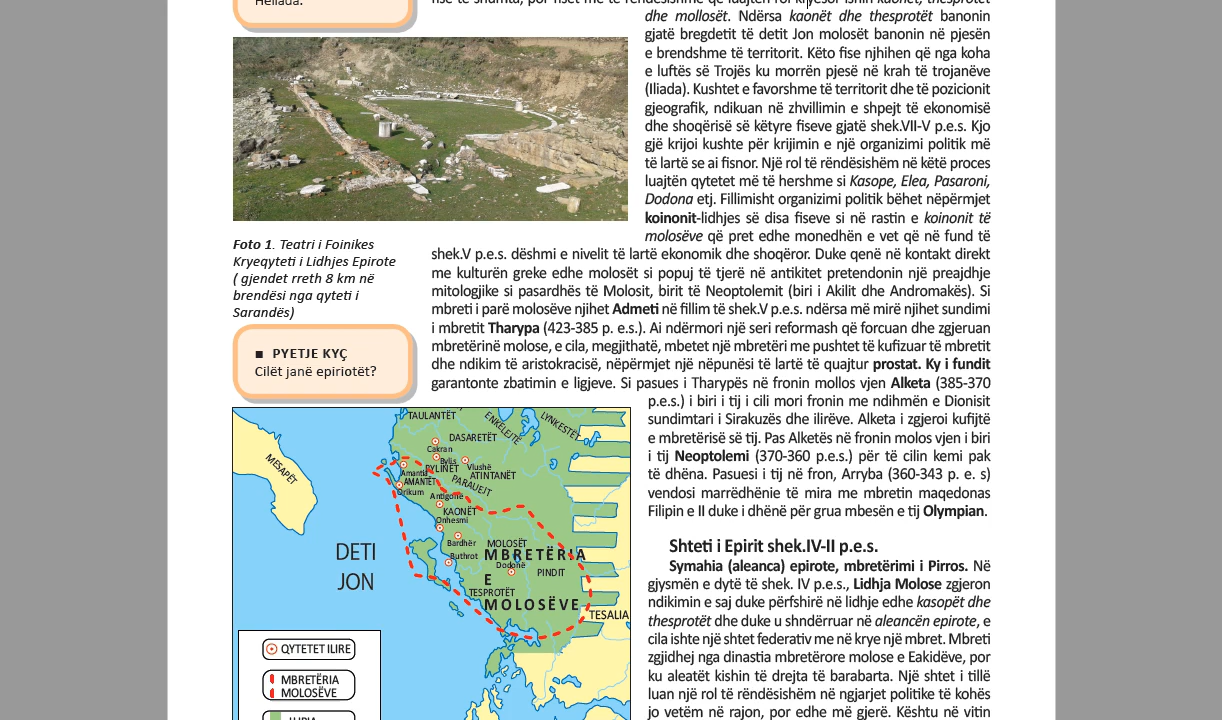 Hellada.
dhe mollosët. Ndërsa kaonët dhe thesprotët banonin
gjatë bregdetit të detit Jon molosët banonin në pjesën
e brendshme të territorit. Këto fise njhihen që nga koha
e luftës së Trojës ku morrën pjesë në krah të trojanëve
(Iliada). Kushtet e favorshme të territorit dhe të pozicionit
gjeografik, ndikuan në zhvillimin e shpejt të ekonomisë
dhe shoqërisë së këtyre fiseve gjatë shek.VII-V p.e.s. Kjo
gjë krijoi kushte për krijimin e një organizimi politik më
të lartë se ai fisnor. Një rol të rëndësishëm në këtë proces
luajtën qytetet më të hershme si Kasope, Elea, Pasaroni,
Dodona etj. Fillimisht organizimi politik bëhet nëpërmjet
koinonit-lidhjes së disa fiseve si në rastin e koinonit të
molosëve që pret edhe monedhën e vet që në fund të
shek.V p.e.s. dëshmi e nivelit të lartë ekonomik dhe shoqëror. Duke qenë në kontakt direkt
me kulturën greke edhe molosët si popuj të tjerë në antikitet pretendonin një preajdhje
mitologjike si pasardhës të Molosit, birit të Neoptolemit (biri i Akilit dhe Andromakës). Si
mbreti i parë molosëve njihet Admeti në fillim të shek.V p.e.s. ndërsa më mirë njihet sundimi
i mbretit Tharypa (423-385 p. e.s.). Ai ndërmori një seri reformash që forcuan dhe zgjeruan
mbretërinë molose, e cila, megjithatë, mbetet një mbretëri me pushtet të kufizuar të mbretit
dhe ndikim të aristokracisë, nëpërmjet një nëpunësi të lartë të quajtur prostat. Ky i fundit
garantonte zbatimin e ligjeve. Si pasues i Tharypës në fronin mollos vjen Alketa (385-370
p.e.s.) i biri i tij i cili mori fronin me ndihmën e Dionisit
sundimtari i Sirakuzës dhe ilirëve. Alketa i zgjeroi kufijtë
e mbretërisë së tij. Pas Alketës në fronin molos vjen i biri
i tij Neoptolemi (370-360 p.e.s.) për të cilin kemi pak
të dhëna. Pasuesi i tij në fron, Arryba (360-343 p. e. s)
vendosi marrëdhënie të mira me mbretin maqedonas
Filipin e II duke i dhënë për grua mbesën e tij Olympian.
Shteti i Epirit shek.IV-II p.e.s.
Symahia (aleanca) epirote, mbretërimi i Pirros. Në
gjysmën e dytë të shek. IV p.e.s., Lidhja Molose zgjeron
ndikimin e saj duke përfshirë në lidhje edhe kasopët dhe
thesprotët dhe duke u shndërruar në aleancën epirote, e
cila ishte një shtet federativ me në krye një mbret. Mbreti
zgjidhej nga dinastia mbretërore molose e Eakidëve, por
ku aleatët kishin të drejta të barabarta. Një shtet i tillë
luan një rol të rëndësishëm në ngjarjet politike të kohës
jo vetëm në rajon, por edhe më gjerë. Kështu në vitin
Foto 1. Teatri i Foinikes
Kryeqyteti i Lidhjes Epirote
( gjendet rreth 8 km në
brendësi nga qyteti i
Sarandës)
■ PYETJE KYÇ
Cilët janë epiriotët?
TAULANTËT
ENKELEJTË
LYNKESTËT
DASARETËT
Cakran
Bylis
Vlushë
BYLINËT
ATINTANËT
Amantia
AMANTËT
PARAUEJT
Orikum
Antigone
KAONËT
Onhesmi
MESAPËT
Bardhër
MOLOSËT
Buthrot
MBRETËRIA
Dodonë
PINDIT
E
TESPROTËT
MOLOSËVE
TESALIA
DETI
JON
QYTETET ILIRE
MBRETËRIA
MOLOSËVE